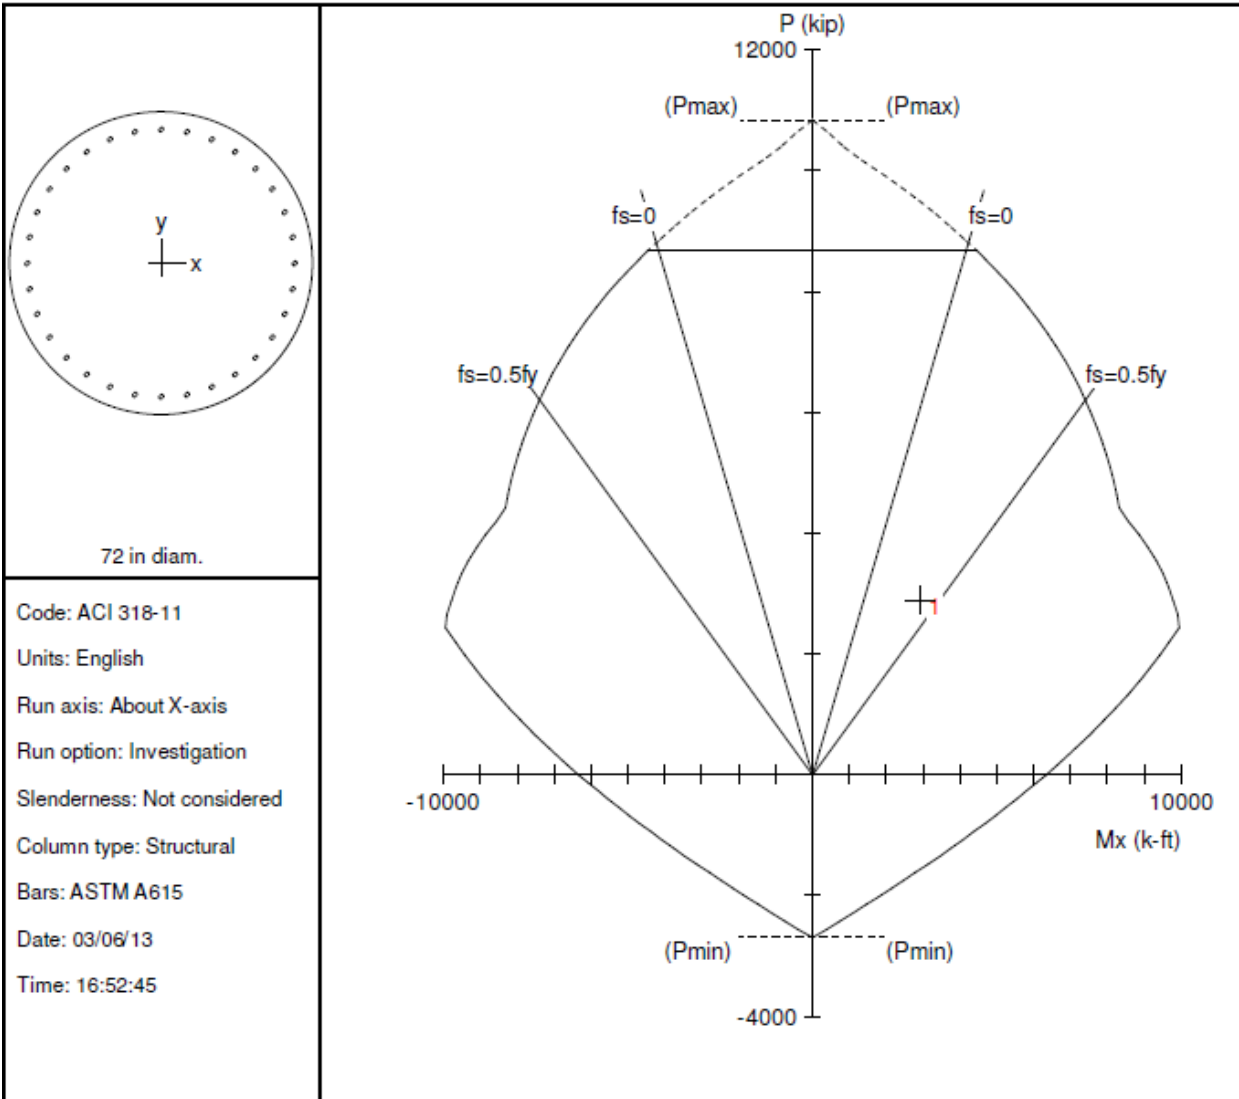 y
x
72 in diam.
Code: ACI 318-11
Units: English
Run axis: About X-axis
Run option: Investigation
Slenderness: Not considered
Column type: Structural
Bars: ASTM A615
Date: 03/06/13
Time: 16:52:45
P (kip)
12000
(Pmax) (Pmax)
fs=0 fs=0
fs=0.5fy fs=0.5fy
1
-10000 10000
Mx (k-ft)
(Pmin) (Pmin)
-4000